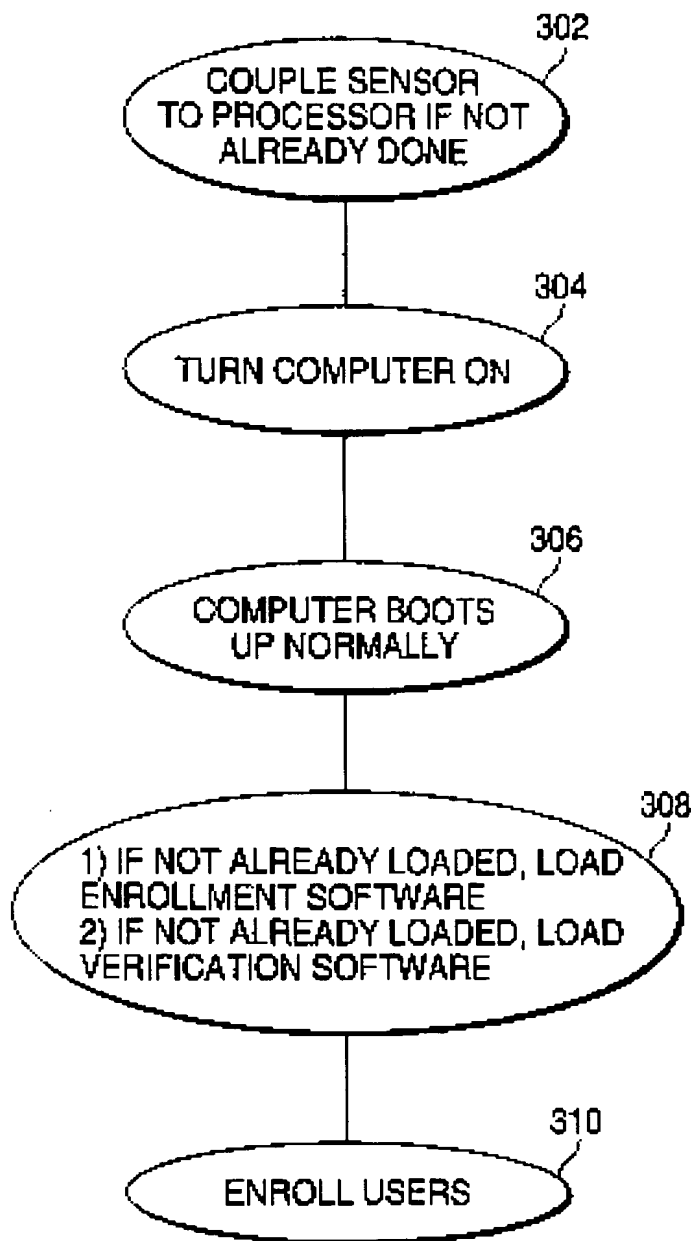 302
COUPLE SENSOR
TO PROCESSOR IF NOT
ALREADY DONE
304
TURN COMPUTER ON
306
COMPUTER BOOTS
UP NORMALLY
308
1) IF NOT ALREADY LOADED, LOAD
ENROLLMENT SOFTWARE
2) IF NOT ALREADY LOADED, LOAD
VERIFICATION SOFTWARE
310
ENROLL USERS